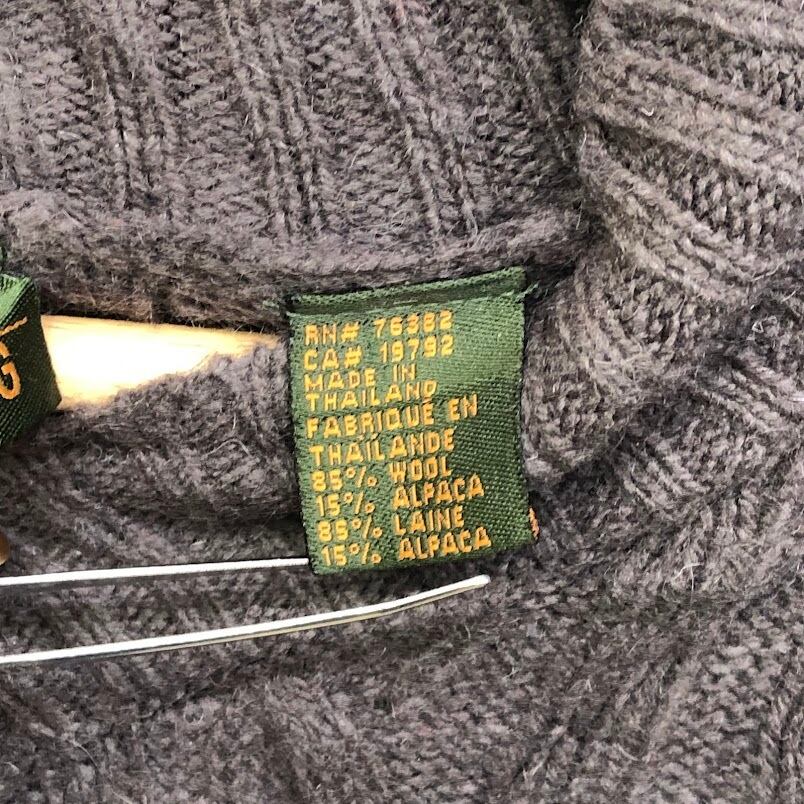 G
RN# 76382
CA# 19792
MADE IN
THAILAND
FABRIQUÉ EN
THAÏLANDE
85% WOOL
15% ALPACA
85% LAINE
15% ALPACA